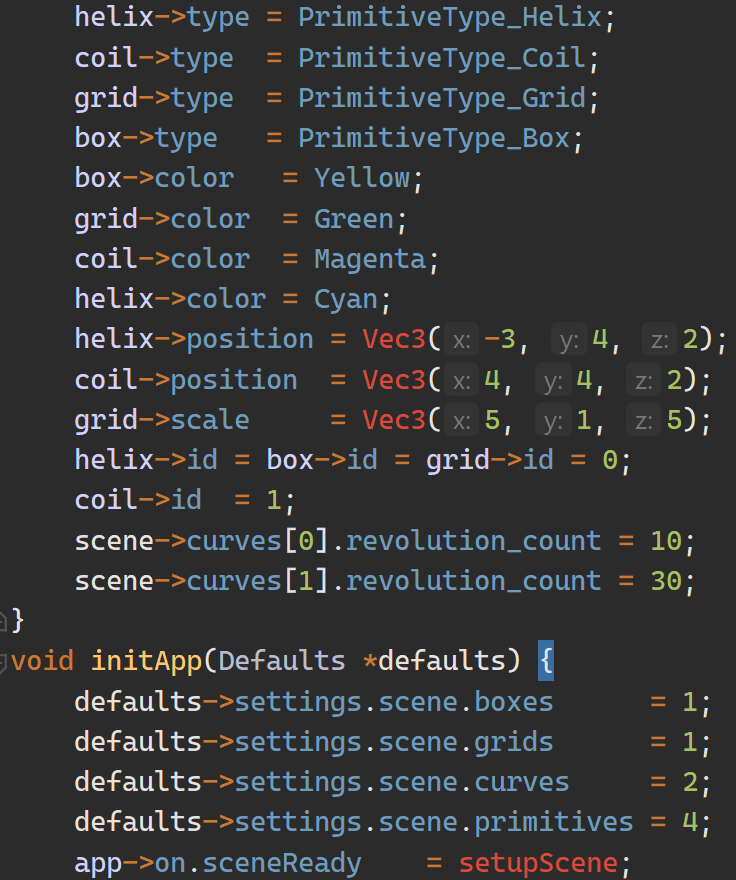 helix->type = PrimitiveType_Helix;
coil->type  = PrimitiveType_Coil;
grid->type  = PrimitiveType_Grid;
box->type   = PrimitiveType_Box;
box->color   = Yellow;
grid->color  = Green;
coil->color  = Magenta;
helix->color = Cyan;
helix->position = Vec3( x: -3,  y: 4,  z: 2);
coil->position  = Vec3( x: 4,  y: 4,  z: 2);
grid->scale     = Vec3( x: 5,  y: 1,  z: 5);
helix->id = box->id = grid->id = 0;
coil->id  = 1;
scene->curves[0].revolution_count = 10;
scene->curves[1].revolution_count = 30;
}
void initApp(Defaults *defaults) {
defaults->settings.scene.boxes      = 1;
defaults->settings.scene.grids      = 1;
defaults->settings.scene.curves     = 2;
defaults->settings.scene.primitives = 4;
app->on.sceneReady    = setupScene;